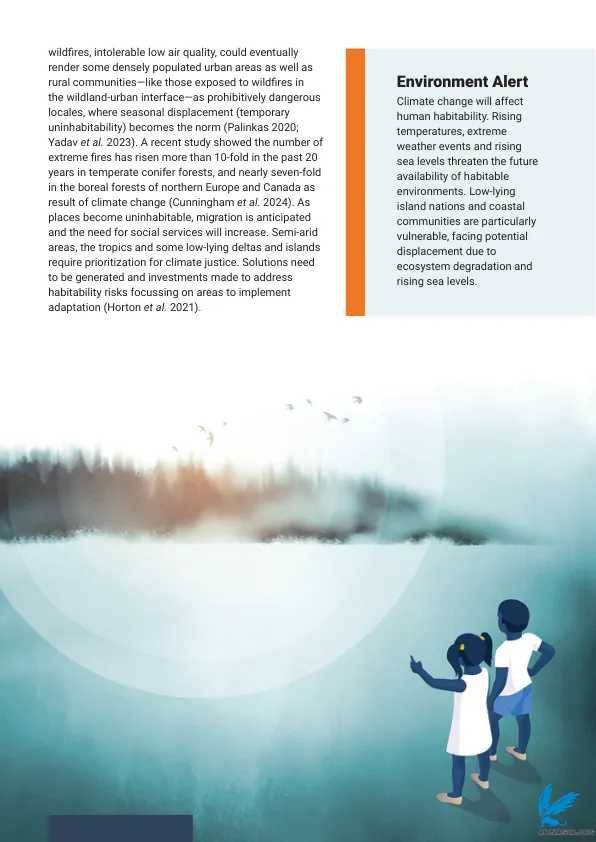 wildfires, intolerable low air quality, could eventually
render some densely populated urban areas as well as
rural communities—like those exposed to wildfires in
the wildland-urban interface—as prohibitively dangerous
locales, where seasonal displacement (temporary
uninhabitability) becomes the norm (Palinkas 2020;
Yadav et al. 2023). A recent study showed the number of
extreme fires has risen more than 10-fold in the past 20
years in temperate conifer forests, and nearly seven-fold
in the boreal forests of northern Europe and Canada as
result of climate change (Cunningham et al. 2024). As
places become uninhabitable, migration is anticipated
and the need for social services will increase. Semi-arid
areas, the tropics and some low-lying deltas and islands
require prioritization for climate justice. Solutions need
to be generated and investments made to address
habitability risks focussing on areas to implement
adaptation (Horton et al. 2021).
Environment Alert
Climate change will affect
human habitability. Rising
temperatures, extreme
weather events and rising
sea levels threaten the future
availability of habitable
environments. Low-lying
island nations and coastal
communities are particularly
vulnerable, facing potential
displacement due to
ecosystem degradation and
rising sea levels.